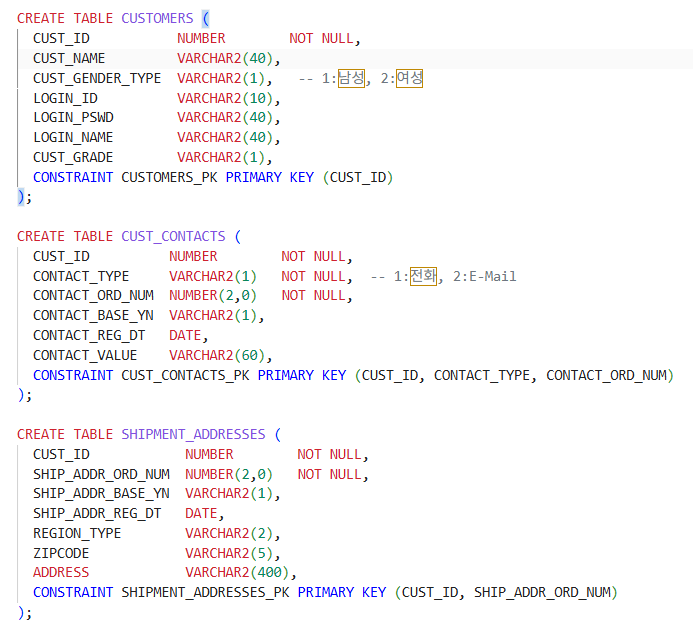 CREATE TABLE CUSTOMERS (
CUST_ID NUMBER NOT NULL,
CUST_NAME VARCHAR2(40),
CUST_GENDER_TYPE VARCHAR2(1), -- 1:남성, 2:여성
LOGIN_ID VARCHAR2(10),
LOGIN_PSWD VARCHAR2(40),
LOGIN_NAME VARCHAR2(40),
CUST_GRADE VARCHAR2(1),
CONSTRAINT CUSTOMERS_PK PRIMARY KEY (CUST_ID)
);
CREATE TABLE CUST_CONTACTS (
CUST_ID NUMBER NOT NULL,
CONTACT_TYPE VARCHAR2(1) NOT NULL, -- 1:전화, 2:E-Mail
CONTACT_ORD_NUM NUMBER(2,0) NOT NULL,
CONTACT_BASE_YN VARCHAR2(1),
CONTACT_REG_DT DATE,
CONTACT_VALUE VARCHAR2(60),
CONSTRAINT CUST_CONTACTS_PK PRIMARY KEY (CUST_ID, CONTACT_TYPE, CONTACT_ORD_NUM)
);
CREATE TABLE SHIPMENT_ADDRESSES (
CUST_ID NUMBER NOT NULL,
SHIP_ADDR_ORD_NUM NUMBER(2,0) NOT NULL,
SHIP_ADDR_BASE_YN VARCHAR2(1),
SHIP_ADDR_REG_DT DATE,
REGION_TYPE VARCHAR2(2),
ZIPCODE VARCHAR2(5),
ADDRESS VARCHAR2(400),
CONSTRAINT SHIPMENT_ADDRESSES_PK PRIMARY KEY (CUST_ID, SHIP_ADDR_ORD_NUM)
);